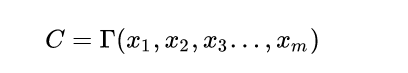 C = Γ(x₁, x₂, x₃..., xₘ)